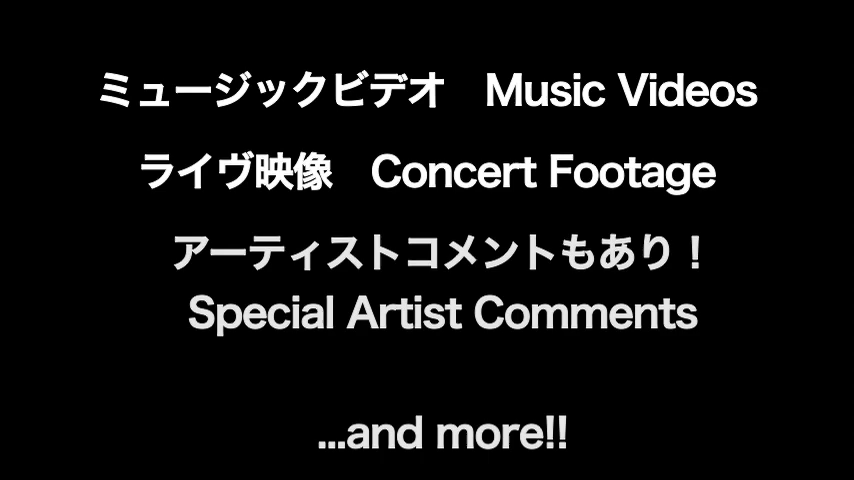 ミュージックビデオ　Music Videos
ライヴ映像　Concert Footage
アーティストコメントもあり！
Special Artist Comments
...and more!!